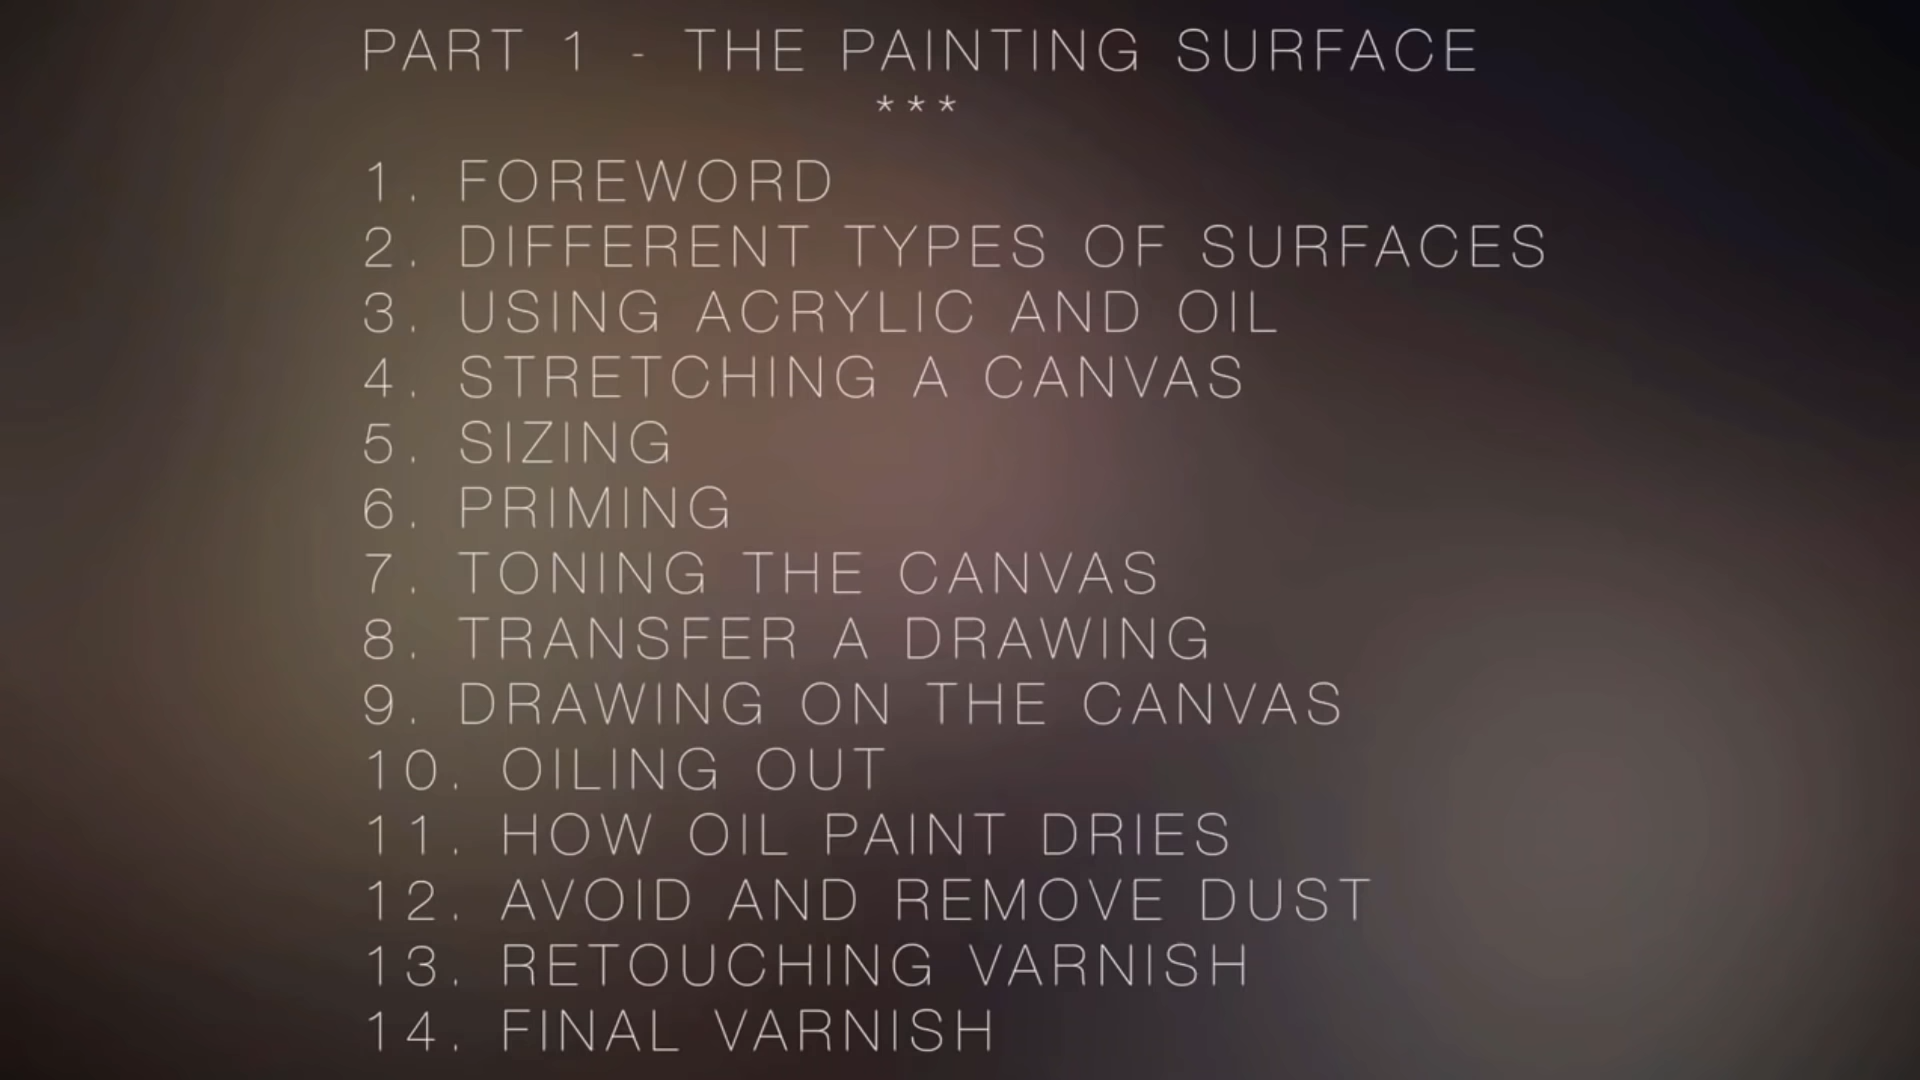 PART 1 - THE PAINTING SURFACE
***
1. FOREWORD
2. DIFFERENT TYPES OF SURFACES
3. USING ACRYLIC AND OIL
4. STRETCHING A CANVAS
5. SIZING
6. PRIMING
7. TONING THE CANVAS
8. TRANSFER A DRAWING
9. DRAWING ON THE CANVAS
10. OILING OUT
11. HOW OIL PAINT DRIES
12. AVOID AND REMOVE DUST
13. RETOUCHING VARNISH
14. FINAL VARNISH